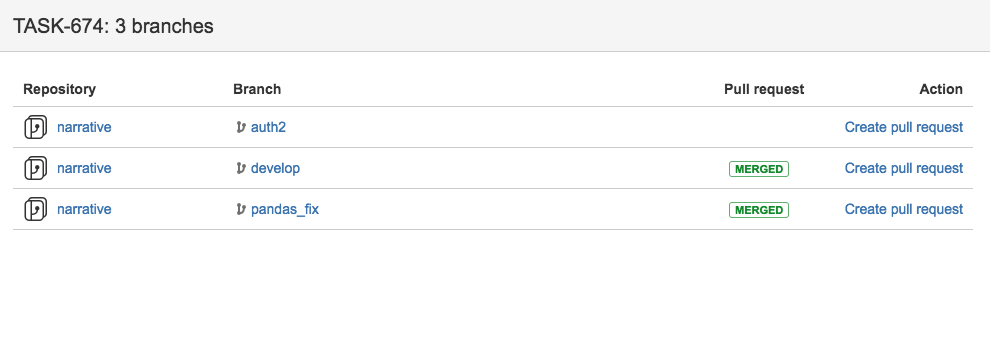 TASK-674: 3 branches
Repository Branch Pull request Action
narrative auth2 Create pull request
narrative develop MERGED Create pull request
narrative pandas_fix MERGED Create pull request